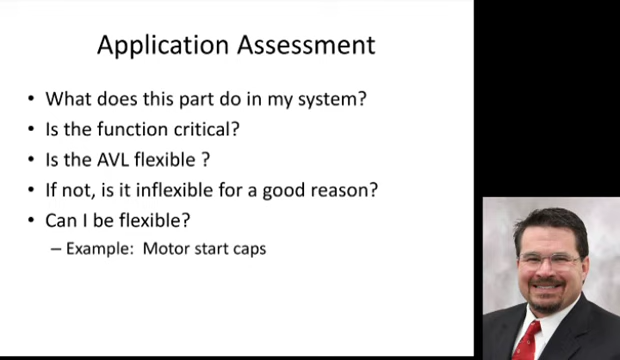 Application Assessment
• What does this part do in my system?
• Is the function critical?
• Is the AVL flexible ?
• If not, is it inflexible for a good reason?
• Can I be flexible?
– Example: Motor start caps